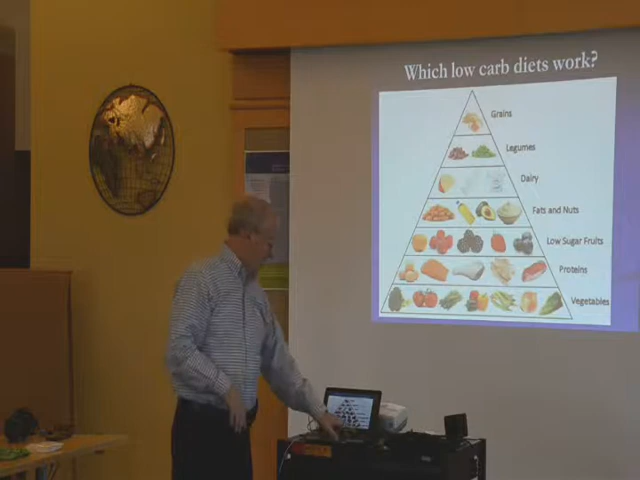 Which low carb diets work?
Grains
Legumes
Dairy
Fats and Nuts
Low Sugar Fruits
Proteins
Vegetables